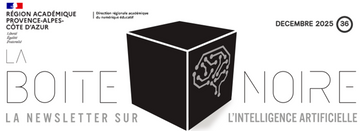 RÉGION ACADÉMIQUE
PROVENCE-ALPES-
CÔTE D'AZUR
Liberté
Égalité
Fraternité
Direction régionale académique
du numérique éducatif
DECEMBRE 2025 36
LA
BOITE NOIRE
LA NEWSLETTER SUR L'INTELLIGENCE ARTIFICIELLE